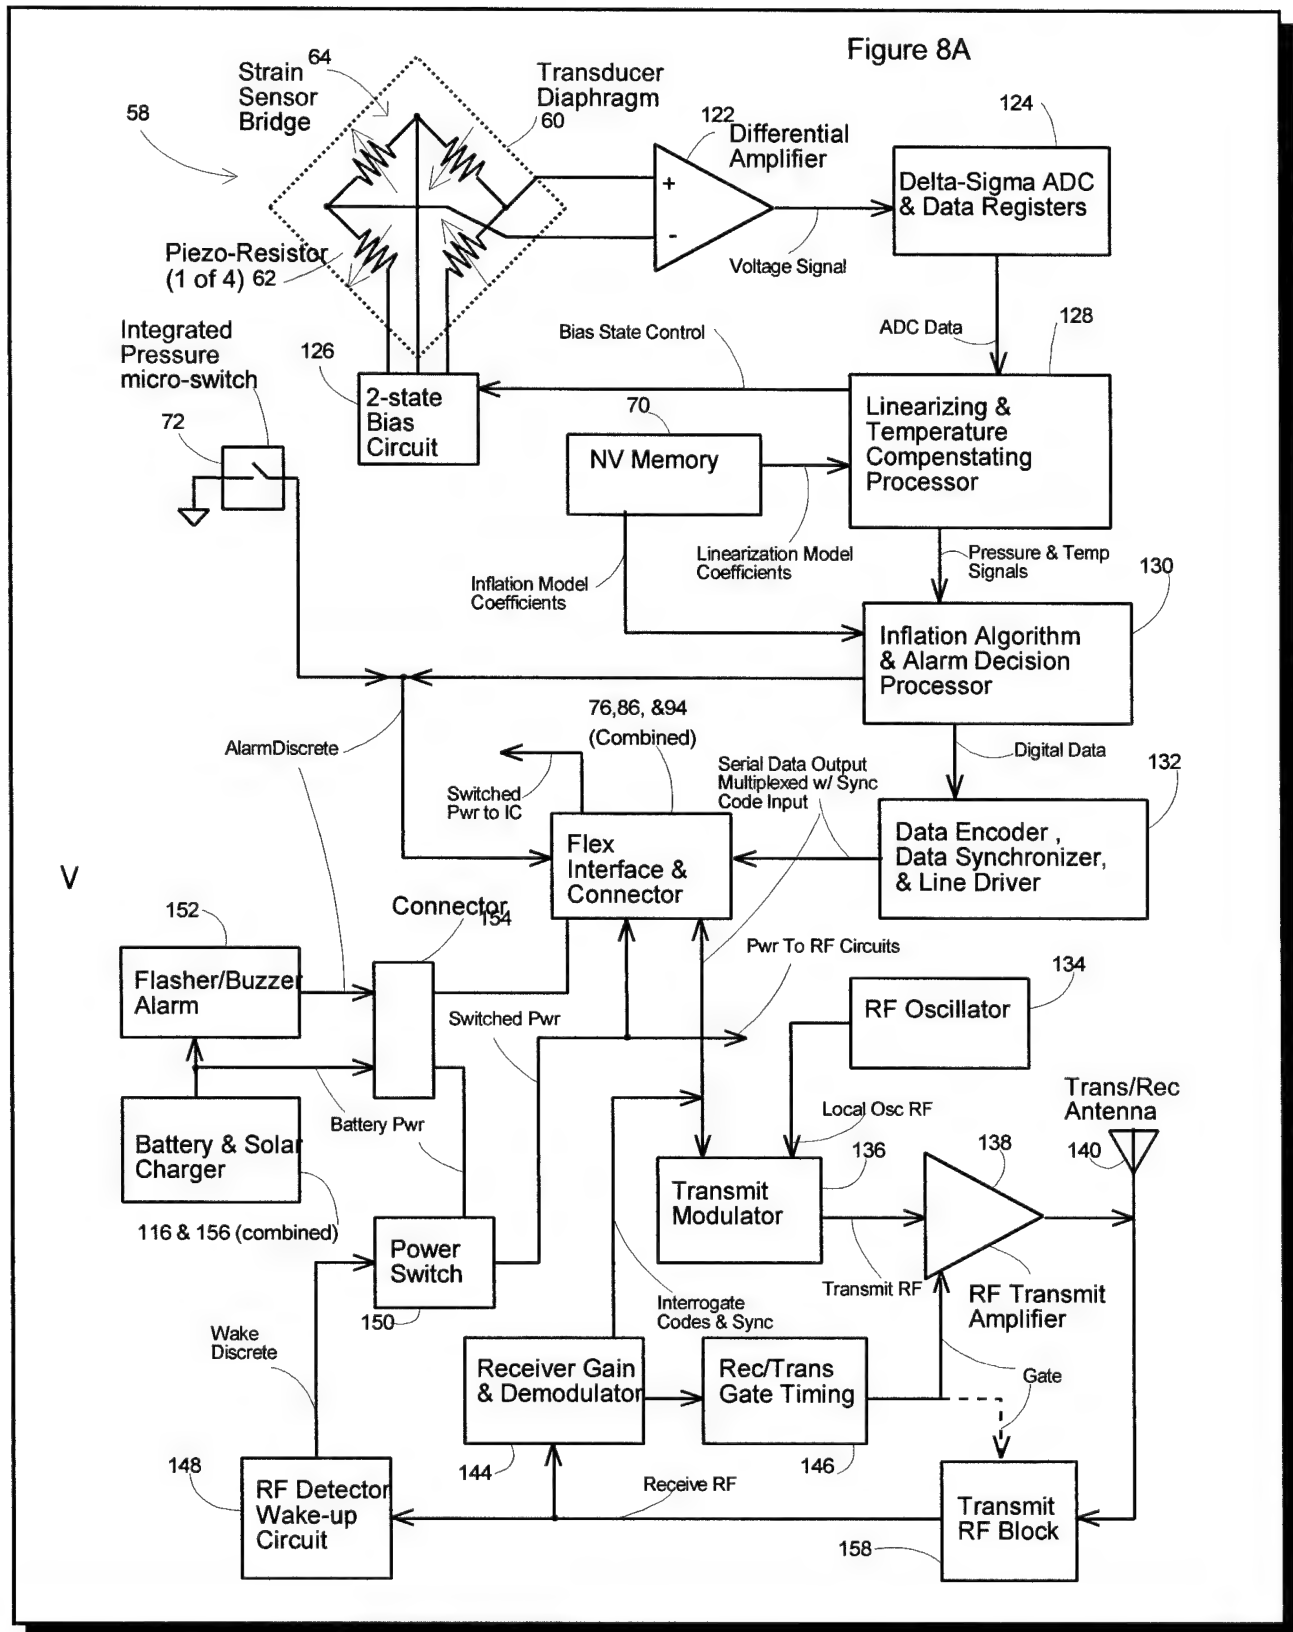 Figure 8A
64
Strain
Sensor
Bridge
Transducer
Diaphragm
60
58
122
Differential
Amplifier
124
Delta-Sigma ADC
& Data Registers
+
-
Voltage Signal
Piezo-Resistor
(1 of 4) 62
Integrated
Pressure
micro-switch
72
126
2-state
Bias
Circuit
Bias State Control
ADC Data
128
Linearizing &
Temperature
Compenstating
Processor
70
NV Memory
Linearization Model
Coefficients
Inflation Model
Coefficients
Pressure & Temp
Signals
130
Inflation Algorithm
& Alarm Decision
Processor
AlarmDiscrete
76,86, &94
(Combined)
Switched
Pwr to IC
Serial Data Output
Multiplexed w/ Sync
Code Input
Digital Data
132
Data Encoder ,
Data Synchronizer,
& Line Driver
Flex
Interface &
Connector
V
152
Flasher/Buzzer
Alarm
Connector
154
Switched Pwr
Pwr To RF Circuits
134
RF Oscillator
Battery Pwr
Battery & Solar
Charger
116 & 156 (combined)
Local Osc RF
Trans/Rec
Antenna
140
136
Transmit
Modulator
138
Transmit RF
RF Transmit
Amplifier
Power
Switch
150
Interrogate
Codes & Sync
Wake
Discrete
Receiver Gain
& Demodulator
144
Rec/Trans
Gate Timing
146
Gate
148
RF Detector
Wake-up
Circuit
Receive RF
Transmit
RF Block
158